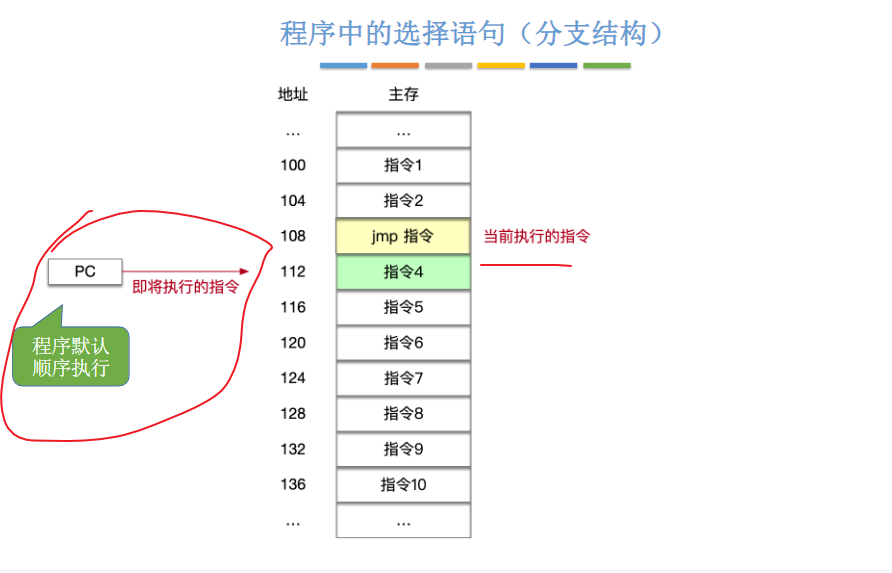 程序中的选择语句（分支结构）
地址 主存
... ...
100 指令1
104 指令2
108 jmp 指令 当前执行的指令
PC 112 指令4
即将执行的指令
116 指令5
程序默认
顺序执行
120 指令6
124 指令7
128 指令8
132 指令9
136 指令10
... ...